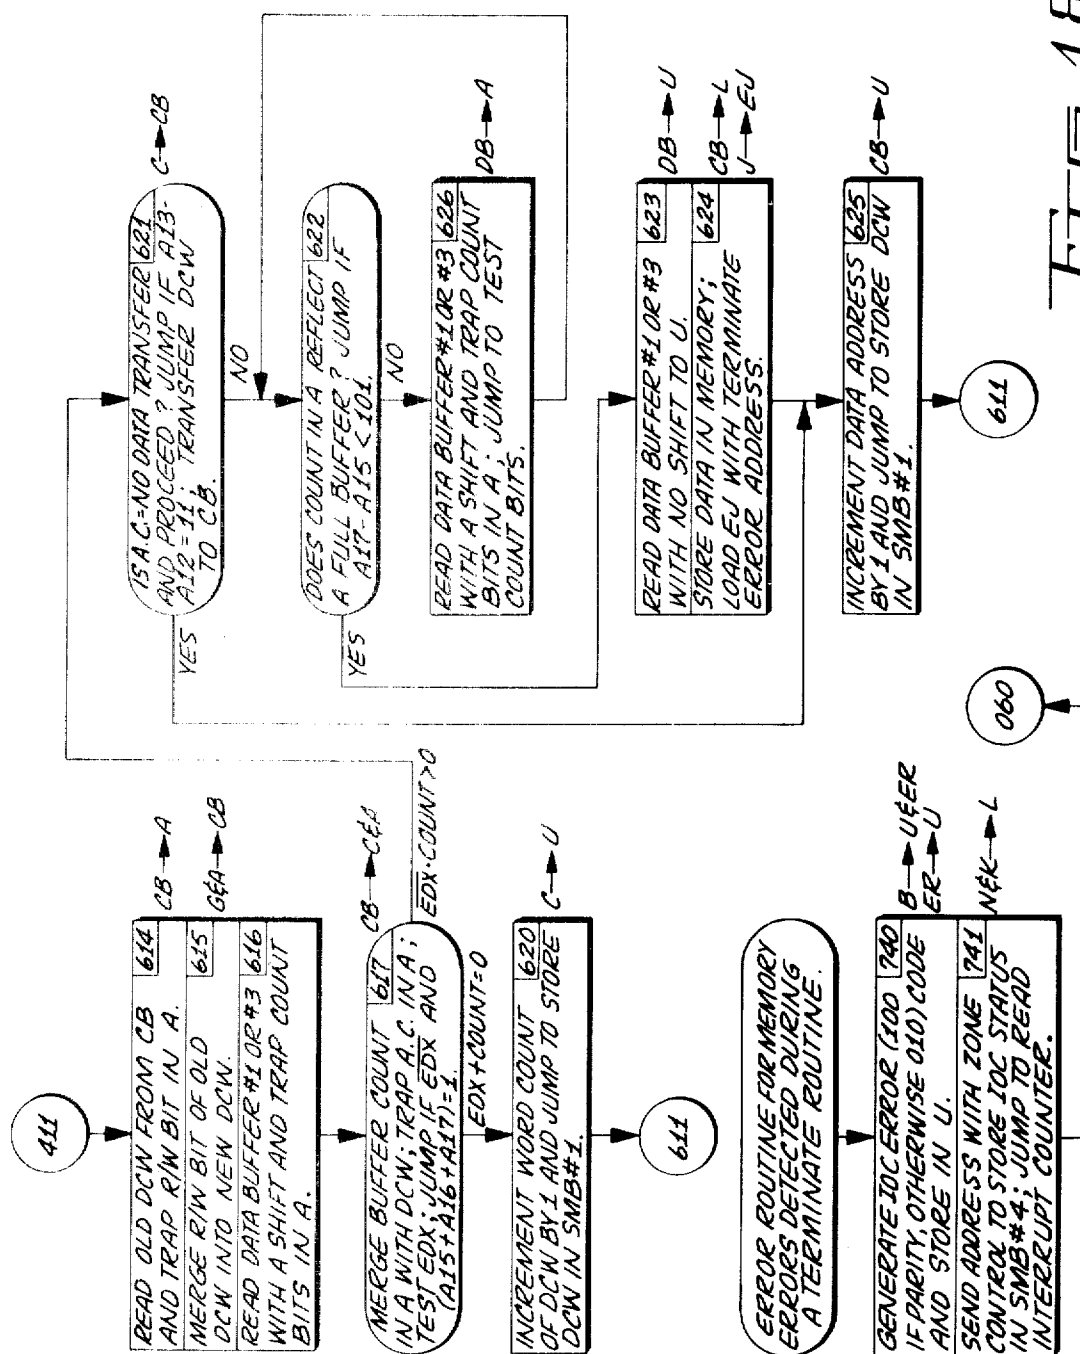 411
READ OLD DCW FROM CB 614
AND TRAP R/W BIT IN A.
CB→A
MERGE R/W BIT OF OLD 615
DCW INTO NEW DCW.
G&A→CB
READ DATA BUFFER #1 OR #3 616
WITH A SHIFT AND TRAP COUNT
BITS IN A.
MERGE BUFFER COUNT 617
IN A WITH DCW; TRAP A.C. IN A;
TEST EDX; JUMP IF E̅D̅X̅ AND
(A15+A16+A17)=1.
CB→C&A
E̅D̅X̅·COUNT>0
EDX+COUNT=0
INCREMENT WORD COUNT 620
OF DCW BY 1 AND JUMP TO STORE
DCW IN SMB#1.
C→U
611
IS A.C.=NO DATA TRANSFER 621
AND PROCEED? JUMP IF A13-
A12=11; TRANSFER DCW
TO CB.
C→CB
YES
NO
DOES COUNT IN A REFLECT 622
A FULL BUFFER? JUMP IF
A17-A15<101.
YES
NO
READ DATA BUFFER #1 OR #3 626
WITH A SHIFT AND TRAP COUNT
BITS IN A; JUMP TO TEST
COUNT BITS.
DB→A
READ DATA BUFFER #1 OR #3 623
WITH NO SHIFT TO U.
DB→U
STORE DATA IN MEMORY; 624
LOAD EJ WITH TERMINATE
ERROR ADDRESS.
CB→L
J→EJ
INCREMENT DATA ADDRESS 625
BY 1 AND JUMP TO STORE DCW
IN SMB#1.
CB→U
611
ERROR ROUTINE FOR MEMORY
ERRORS DETECTED DURING
A TERMINATE ROUTINE.
GENERATE IOC ERROR (100 740
IF PARITY, OTHERWISE 010) CODE
AND STORE IN U.
B→U&ER
ER→U
SEND ADDRESS WITH ZONE 741
CONTROL TO STORE IOC STATUS
IN SMB#4; JUMP TO READ
INTERRUPT COUNTER.
N&K→L
060